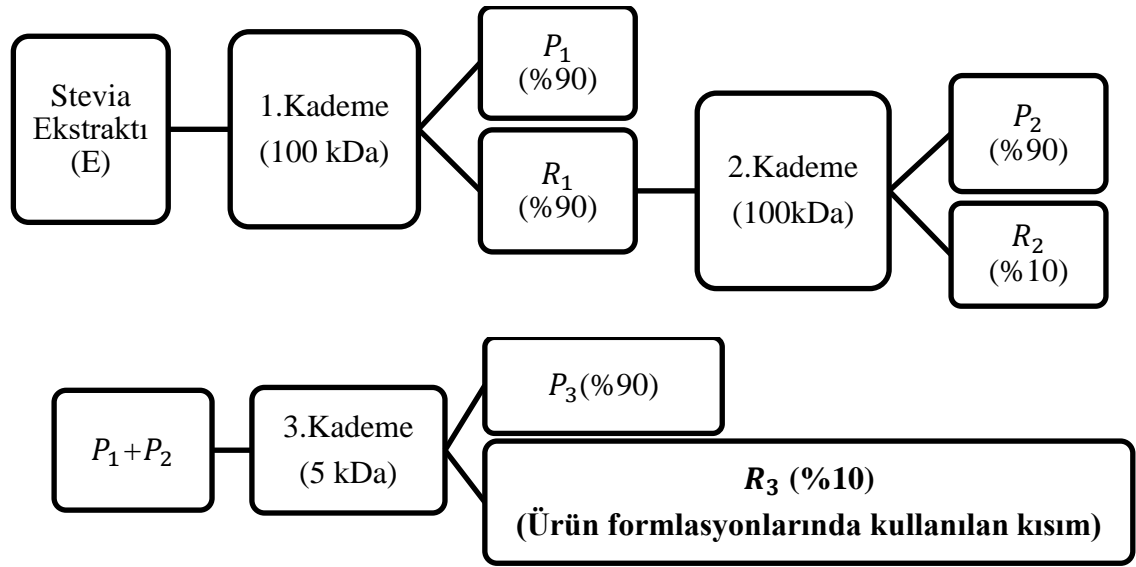 Stevia
Ekstraktı
(E)
1.Kademe
(100 kDa)
P₁
(%90)
R₁
(%90)
2.Kademe
(100kDa)
P₂
(%90)
R₂
(%10)
P₁+P₂
3.Kademe
(5 kDa)
P₃(%90)
R₃ (%10)
(Ürün formlasyonlarında kullanılan kısım)